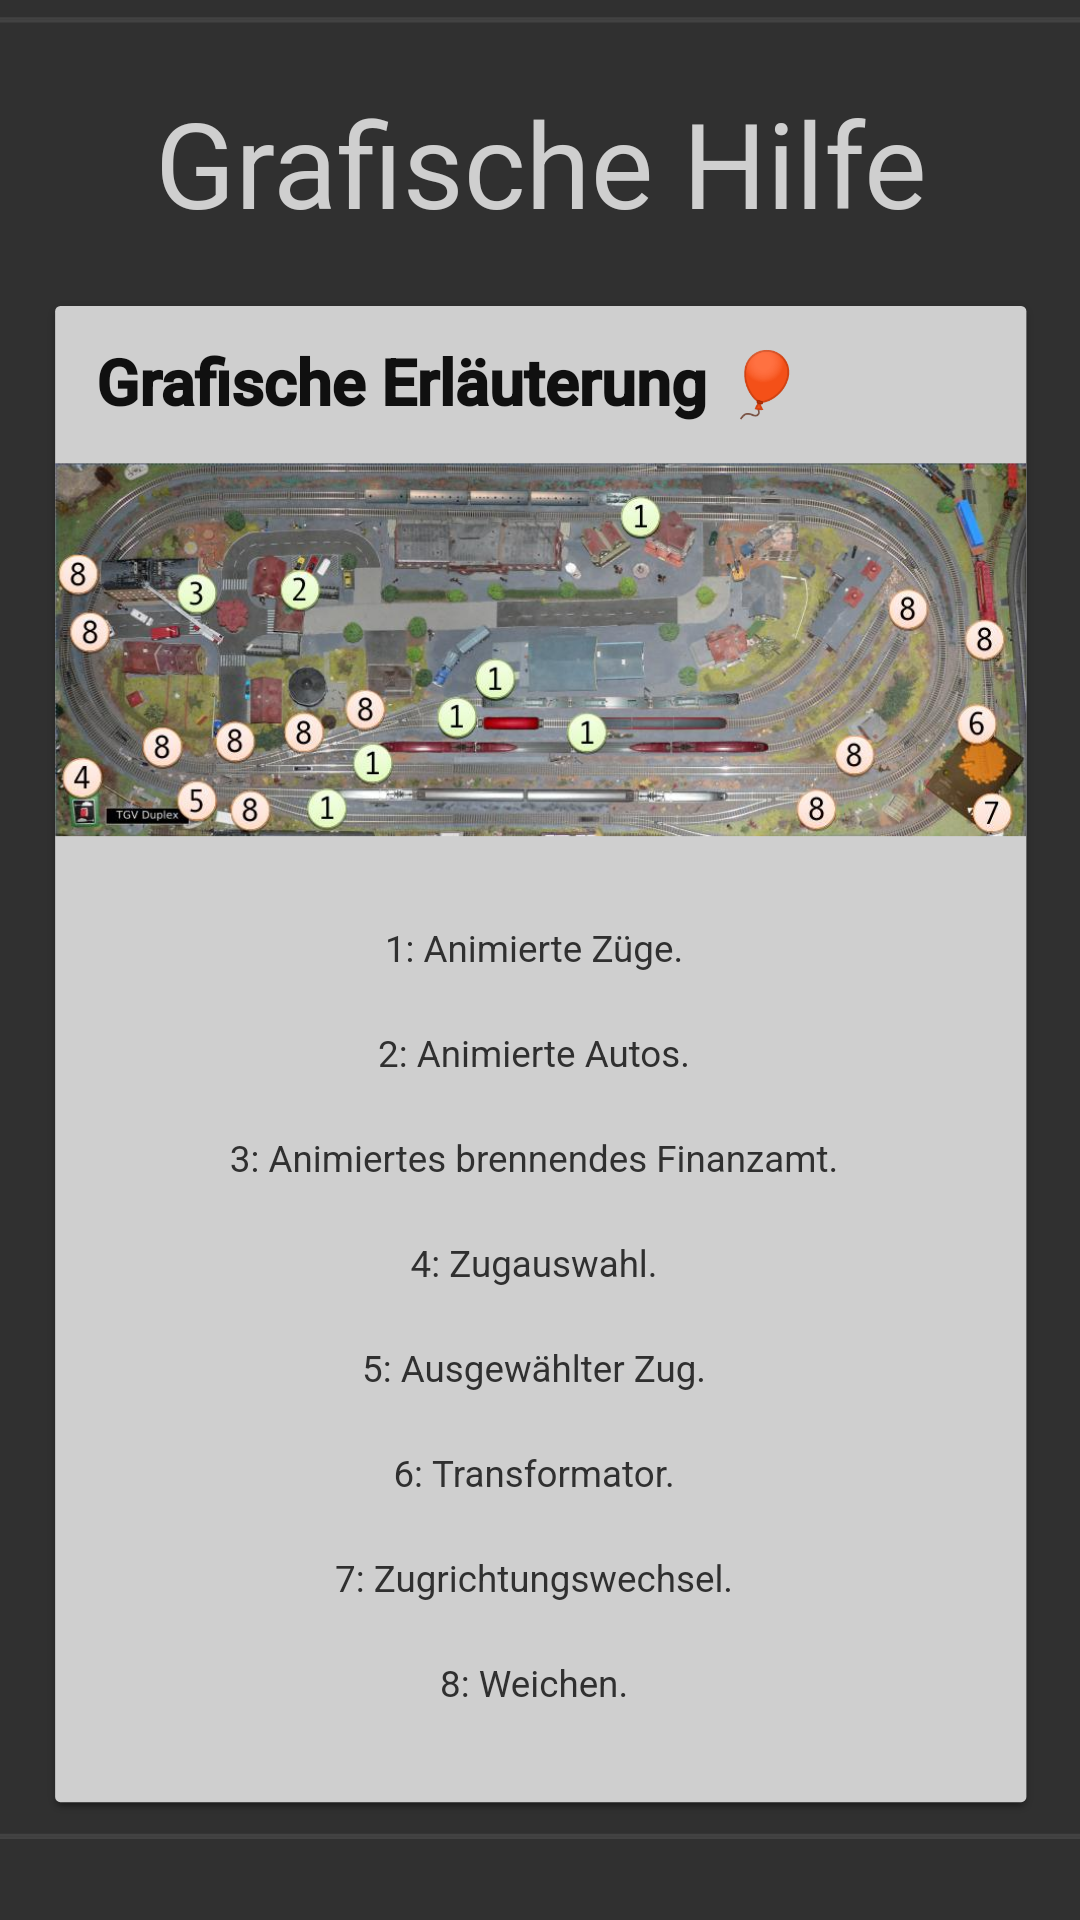 Grafische Hilfe
Grafische Erläuterung
1
8
3
2
8
8
8
1
8
1
6
8
8
8
1
8
1
4
5
8
1
8
7
TGV Duplex
1: Animierte Züge.
2: Animierte Autos.
3: Animiertes brennendes Finanzamt.
4: Zugauswahl.
5: Ausgewählter Zug.
6: Transformator.
7: Zugrichtungswechsel.
8: Weichen.